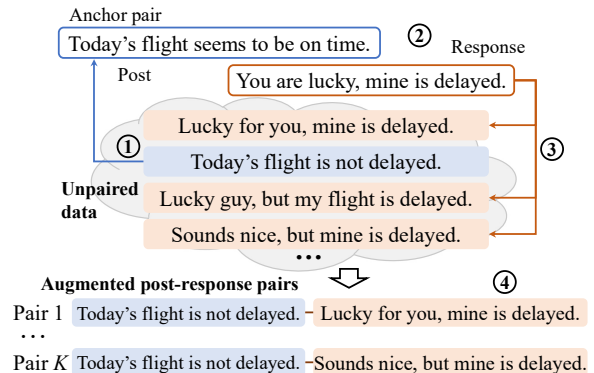 Anchor pair
Today's flight seems to be on time.
②
Post
Response
You are lucky, mine is delayed.
Lucky for you, mine is delayed.
①
Today's flight is not delayed.
③
Unpaired
data
Lucky guy, but my flight is delayed.
Sounds nice, but mine is delayed.
...
Augmented post-response pairs
④
Pair 1 Today's flight is not delayed. Lucky for you, mine is delayed.
...
Pair K Today's flight is not delayed. Sounds nice, but mine is delayed.